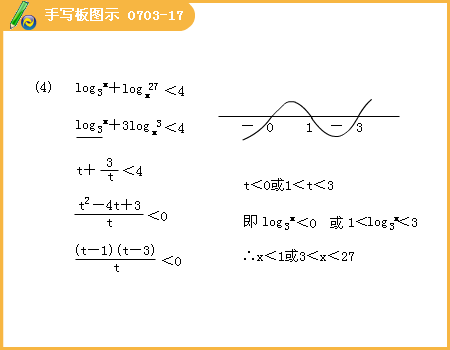 手写板图示 0703-17
(4) log₃ˣ＋logₓ²⁷＜4
log₃ˣ＋3logₓ³＜4
t＋3/t＜4
(t²－4t＋3)/t＜0
(t－1)(t－3)/t＜0
－ 0 1 － 3
t＜0或1＜t＜3
即 log₃ˣ＜0 或 1＜log₃ˣ＜3
∴x＜1或3＜x＜27